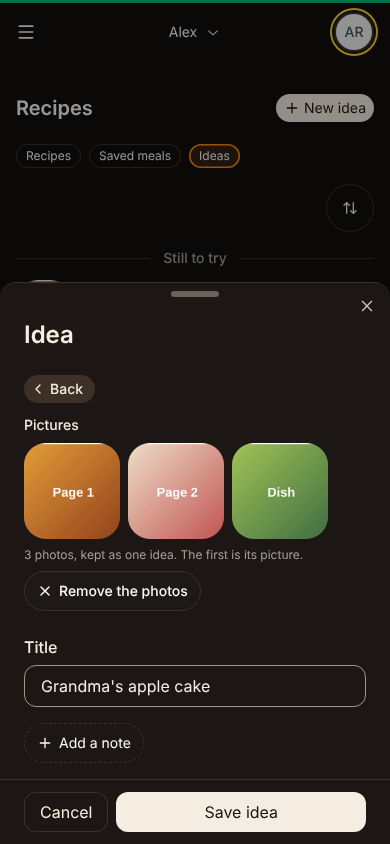 Alex
AR
Recipes
New idea
Recipes
Saved meals
Ideas
Still to try
Idea
Back
Pictures
Page 1
Page 2
Dish
3 photos, kept as one idea. The first is its picture.
Remove the photos
Title
Grandma's apple cake
Add a note
Cancel
Save idea